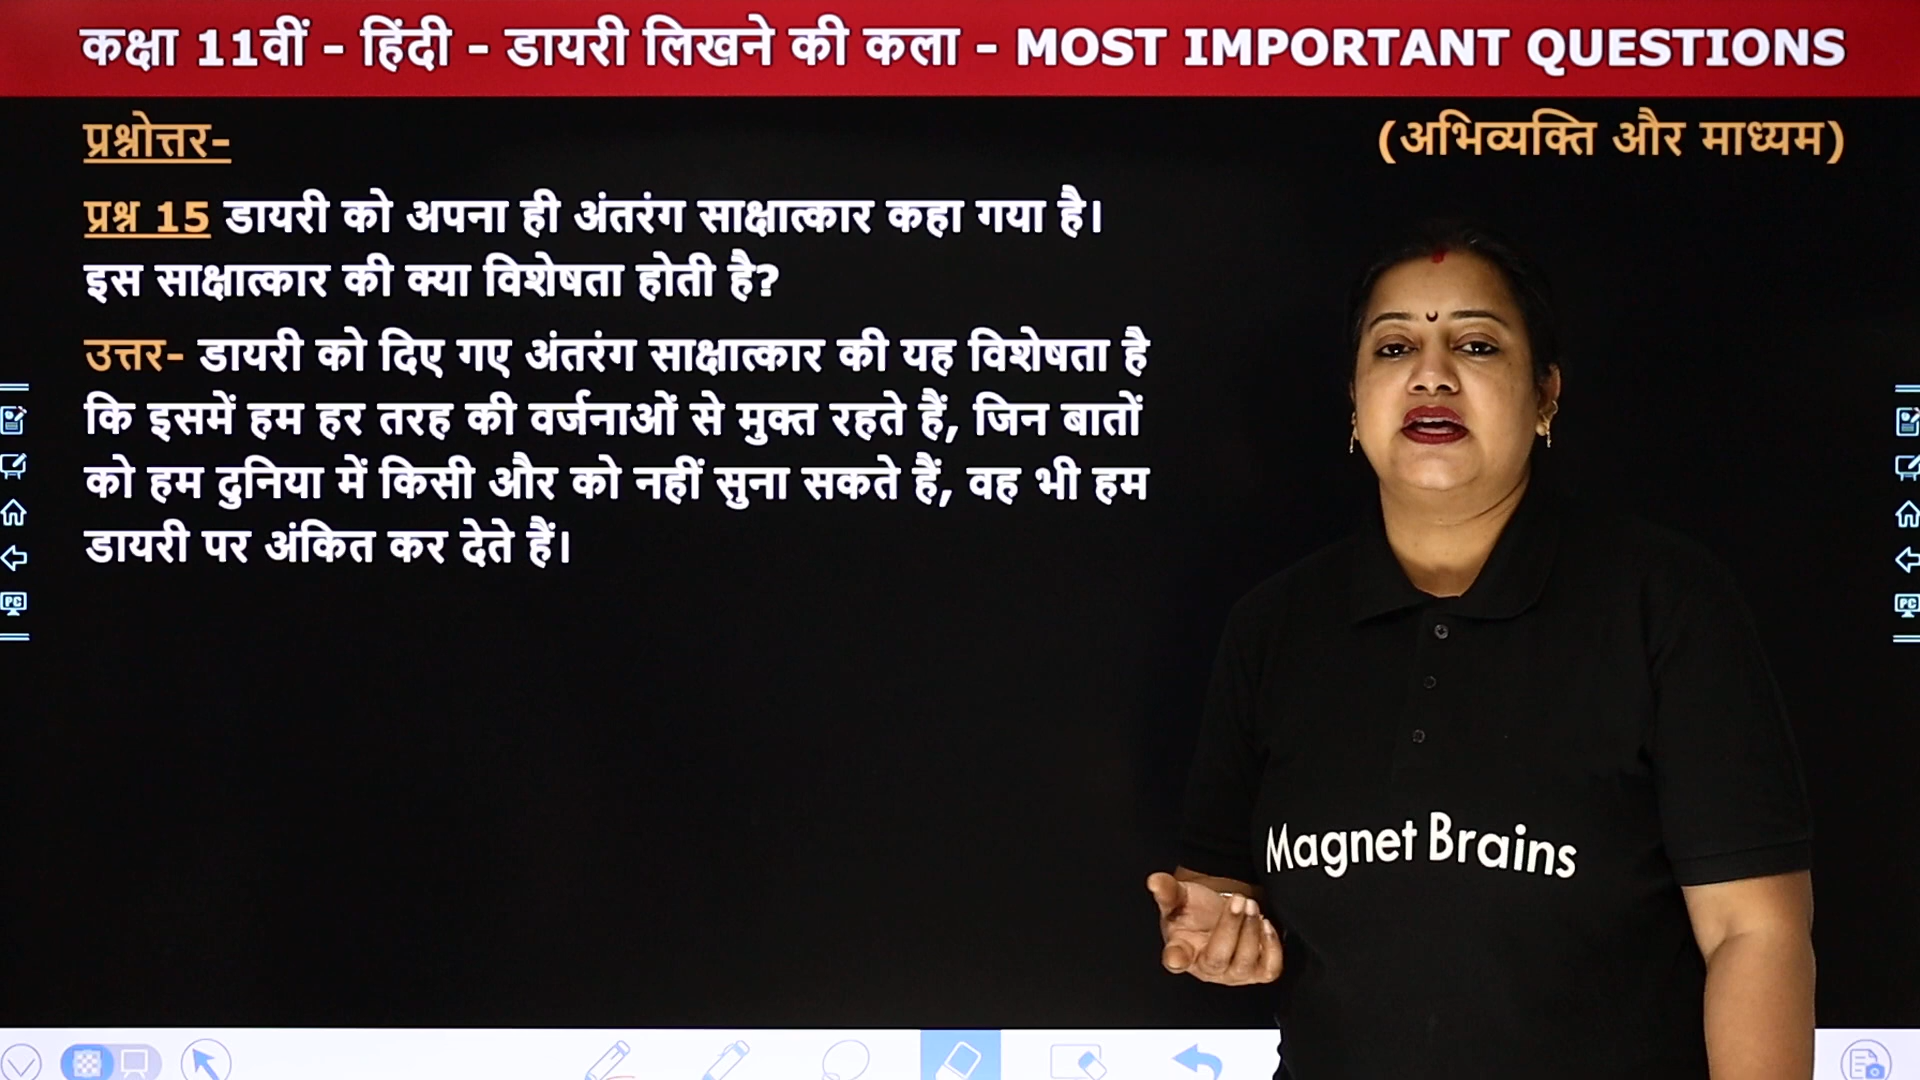 कक्षा 11वीं - हिंदी - डायरी लिखने की कला - MOST IMPORTANT QUESTIONS
प्रश्नोत्तर-
(अभिव्यक्ति और माध्यम)
प्रश्न 15 डायरी को अपना ही अंतरंग साक्षात्कार कहा गया है।
इस साक्षात्कार की क्या विशेषता होती है?
उत्तर- डायरी को दिए गए अंतरंग साक्षात्कार की यह विशेषता है
कि इसमें हम हर तरह की वर्जनाओं से मुक्त रहते हैं, जिन बातों
को हम दुनिया में किसी और को नहीं सुना सकते हैं, वह भी हम
डायरी पर अंकित कर देते हैं।
PC
PC
Magnet Brains